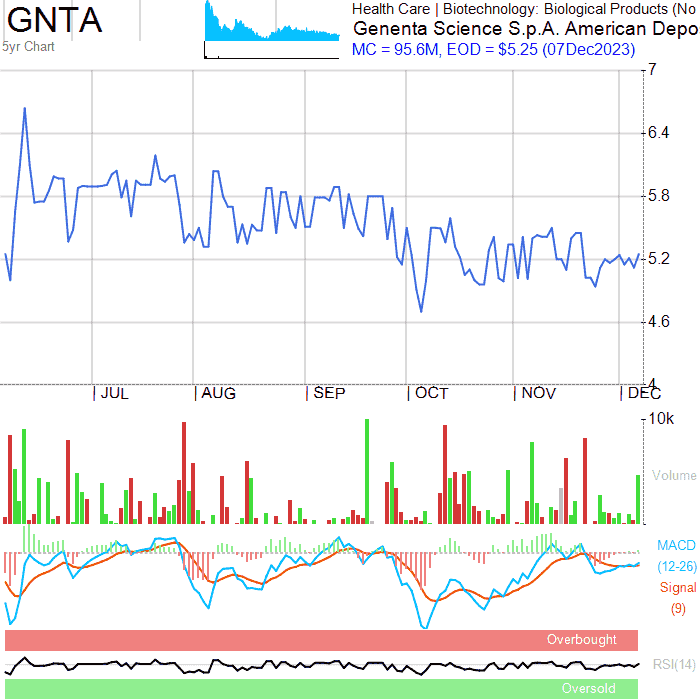 GNTA
5yr Chart
Health Care | Biotechnology: Biological Products (No
Genenta Science S.p.A. American Depo
MC = 95.6M, EOD = $5.25 (07Dec2023)
7
6.4
5.8
5.2
4.6
4
JUL AUG SEP OCT NOV DEC
10k
Volume
MACD
(12-26)
Signal
(9)
Overbought
RSI(14)
Oversold